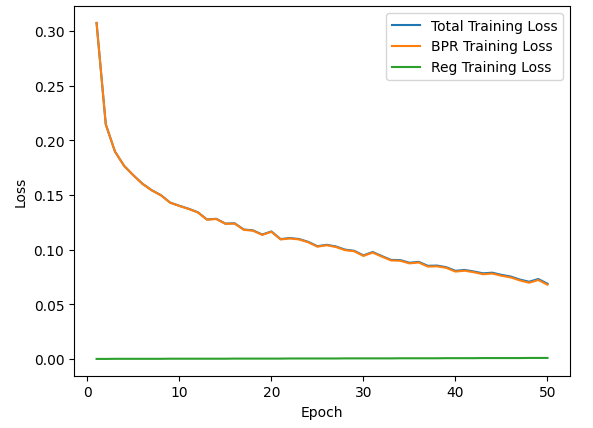 Total Training Loss
BPR Training Loss
Reg Training Loss
0.30
0.25
0.20
0.15
0.10
0.05
0.00
Loss
0 10 20 30 40 50
Epoch